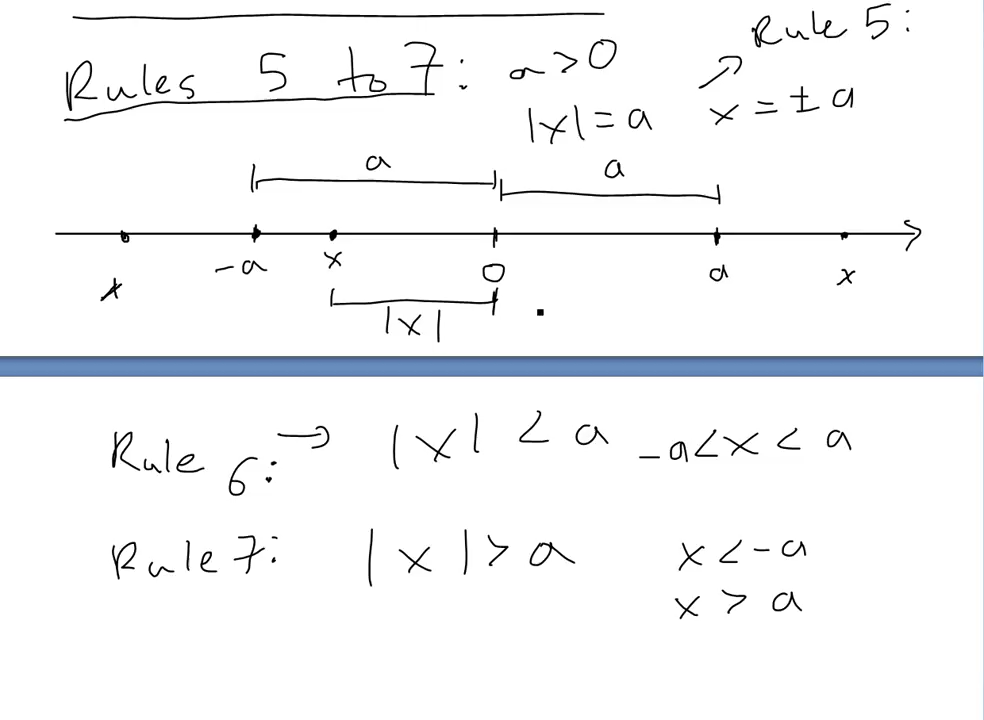 Rule 5:
Rules 5 to 7: a > 0
|x| = a x = ± a
a a
-a x 0 a x
x
|x|
Rule 6: → |x| < a -a < x < a
Rule 7: |x| > a x < -a
x > a